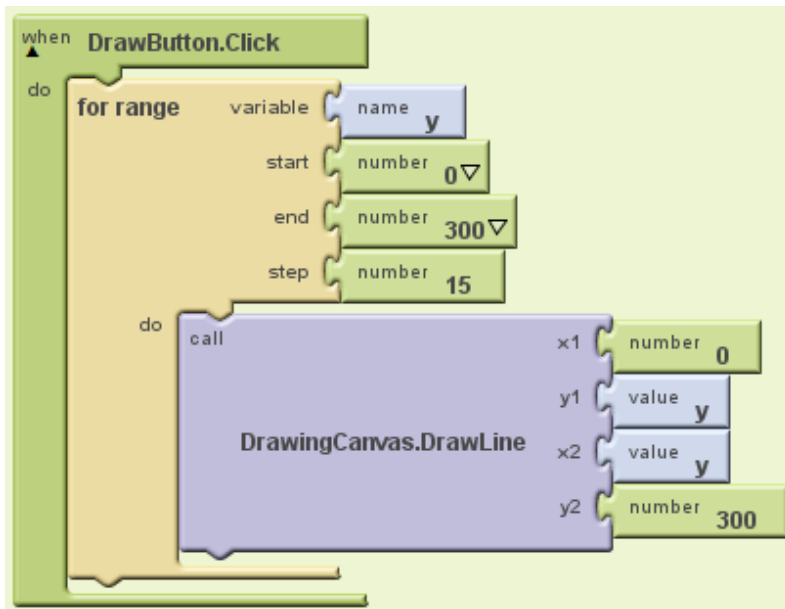 when DrawButton.Click
do
for range variable name y
start number 0
end number 300
step number 15
do
call x1 number 0
y1 value y
DrawingCanvas.DrawLine
x2 value y
y2 number 300